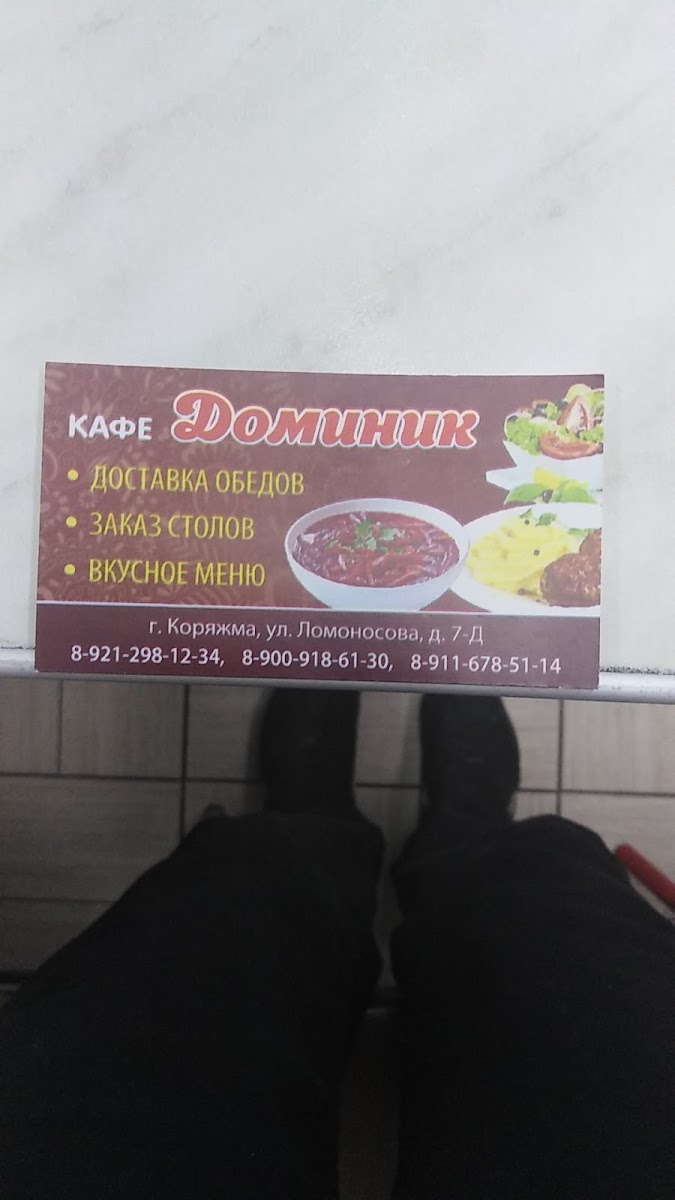 КАФЕ Доминик
• ДОСТАВКА ОБЕДОВ
• ЗАКАЗ СТОЛОВ
• ВКУСНОЕ МЕНЮ
г. Коряжма, ул. Ломоносова, д. 7-Д
8-921-298-12-34, 8-900-918-61-30, 8-911-678-51-14